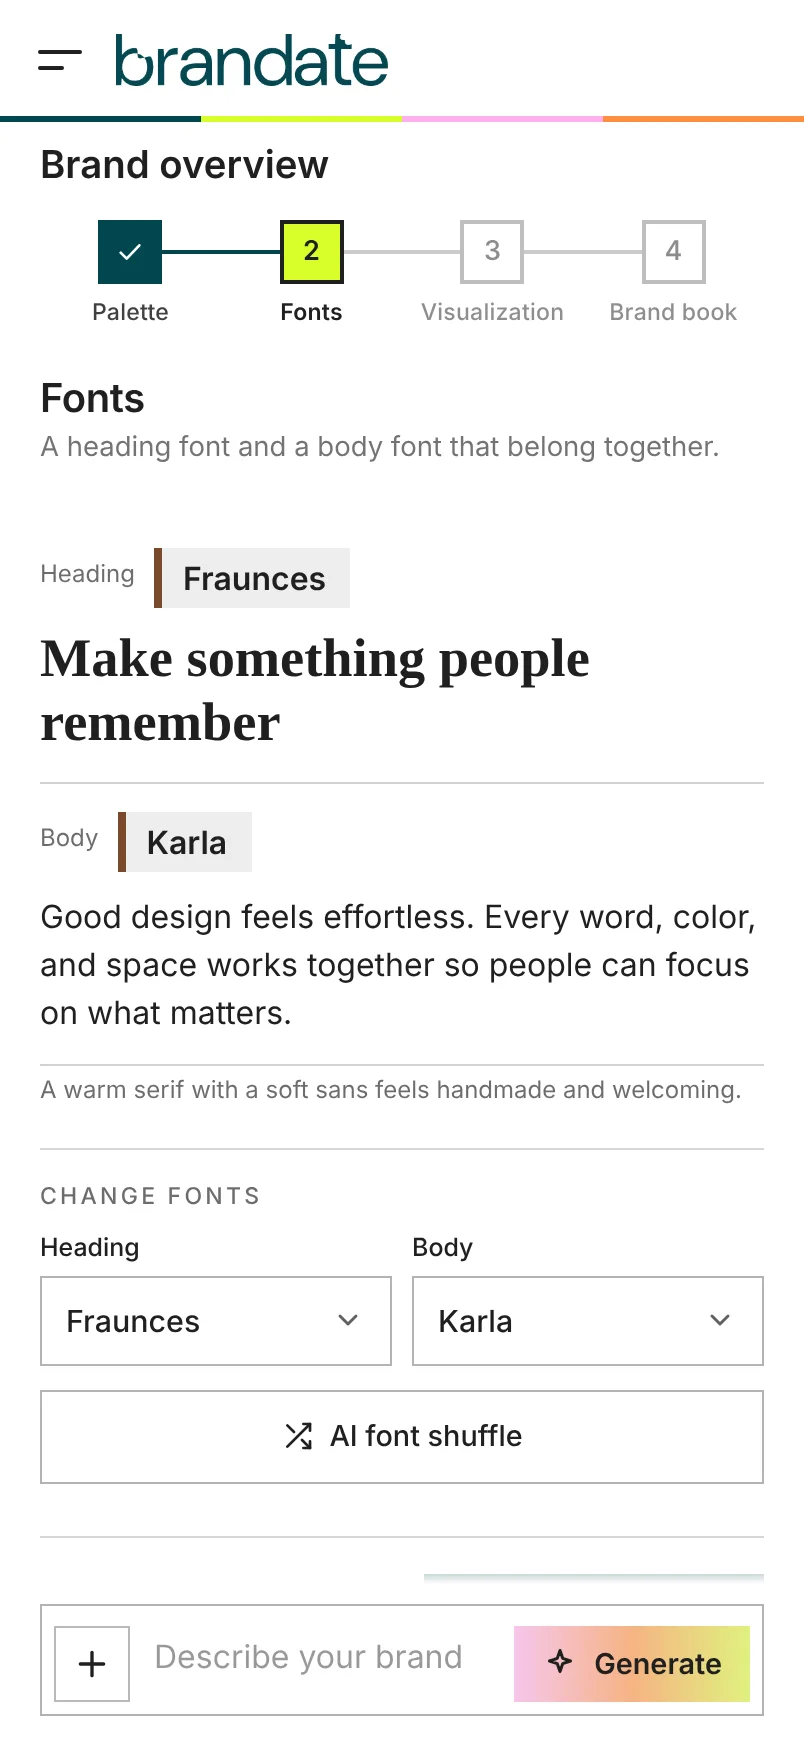 brandate
Brand overview
2
3
4
Palette
Fonts
Visualization
Brand book
Fonts
A heading font and a body font that belong together.
Heading
Fraunces
Make something people
remember
Body
Karla
Good design feels effortless. Every word, color,
and space works together so people can focus
on what matters.
A warm serif with a soft sans feels handmade and welcoming.
CHANGE FONTS
Heading
Body
Fraunces
Karla
AI font shuffle
Describe your brand
Generate